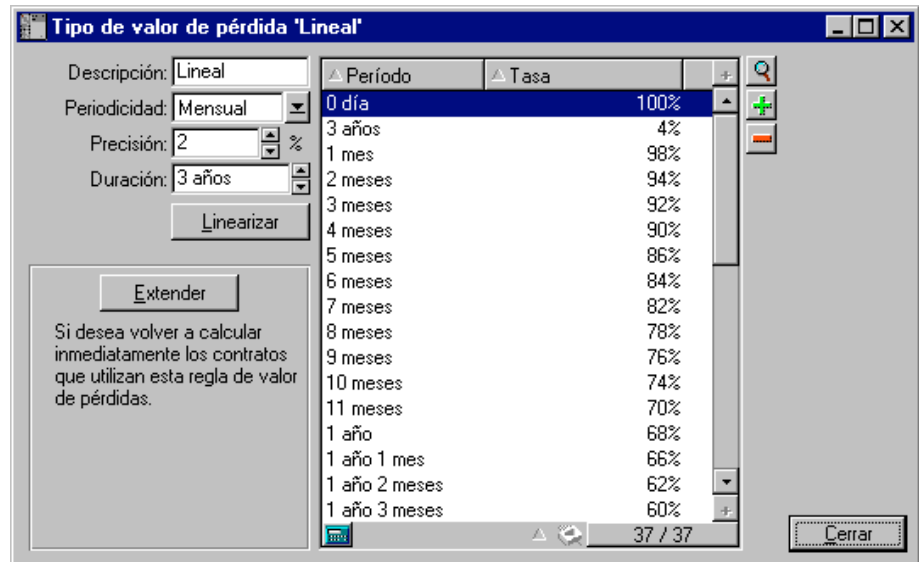 Tipo de valor de pérdida 'Lineal'
Descripción: Lineal
Periodicidad: Mensual
Precisión: 2 %
Duración: 3 años
Linearizar
Extender
Si desea volver a calcular
inmediatamente los contratos
que utilizan esta regla de valor
de pérdidas.
Período Tasa
0 día 100%
3 años 4%
1 mes 98%
2 meses 94%
3 meses 92%
4 meses 90%
5 meses 86%
6 meses 84%
7 meses 82%
8 meses 78%
9 meses 76%
10 meses 74%
11 meses 70%
1 año 68%
1 año 1 mes 66%
1 año 2 meses 62%
1 año 3 meses 60%
37 / 37
Cerrar